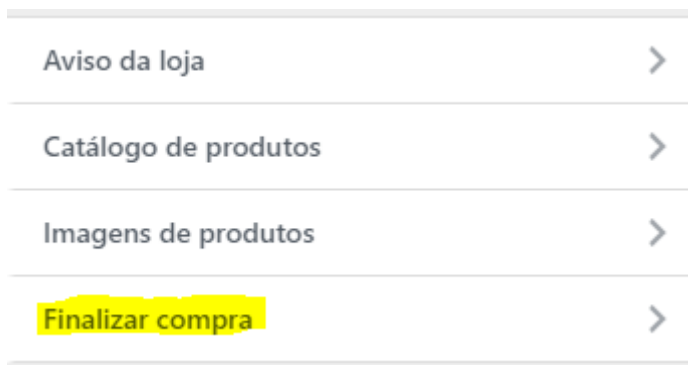 Aviso da loja
Catálogo de produtos
Imagens de produtos
Finalizar compra